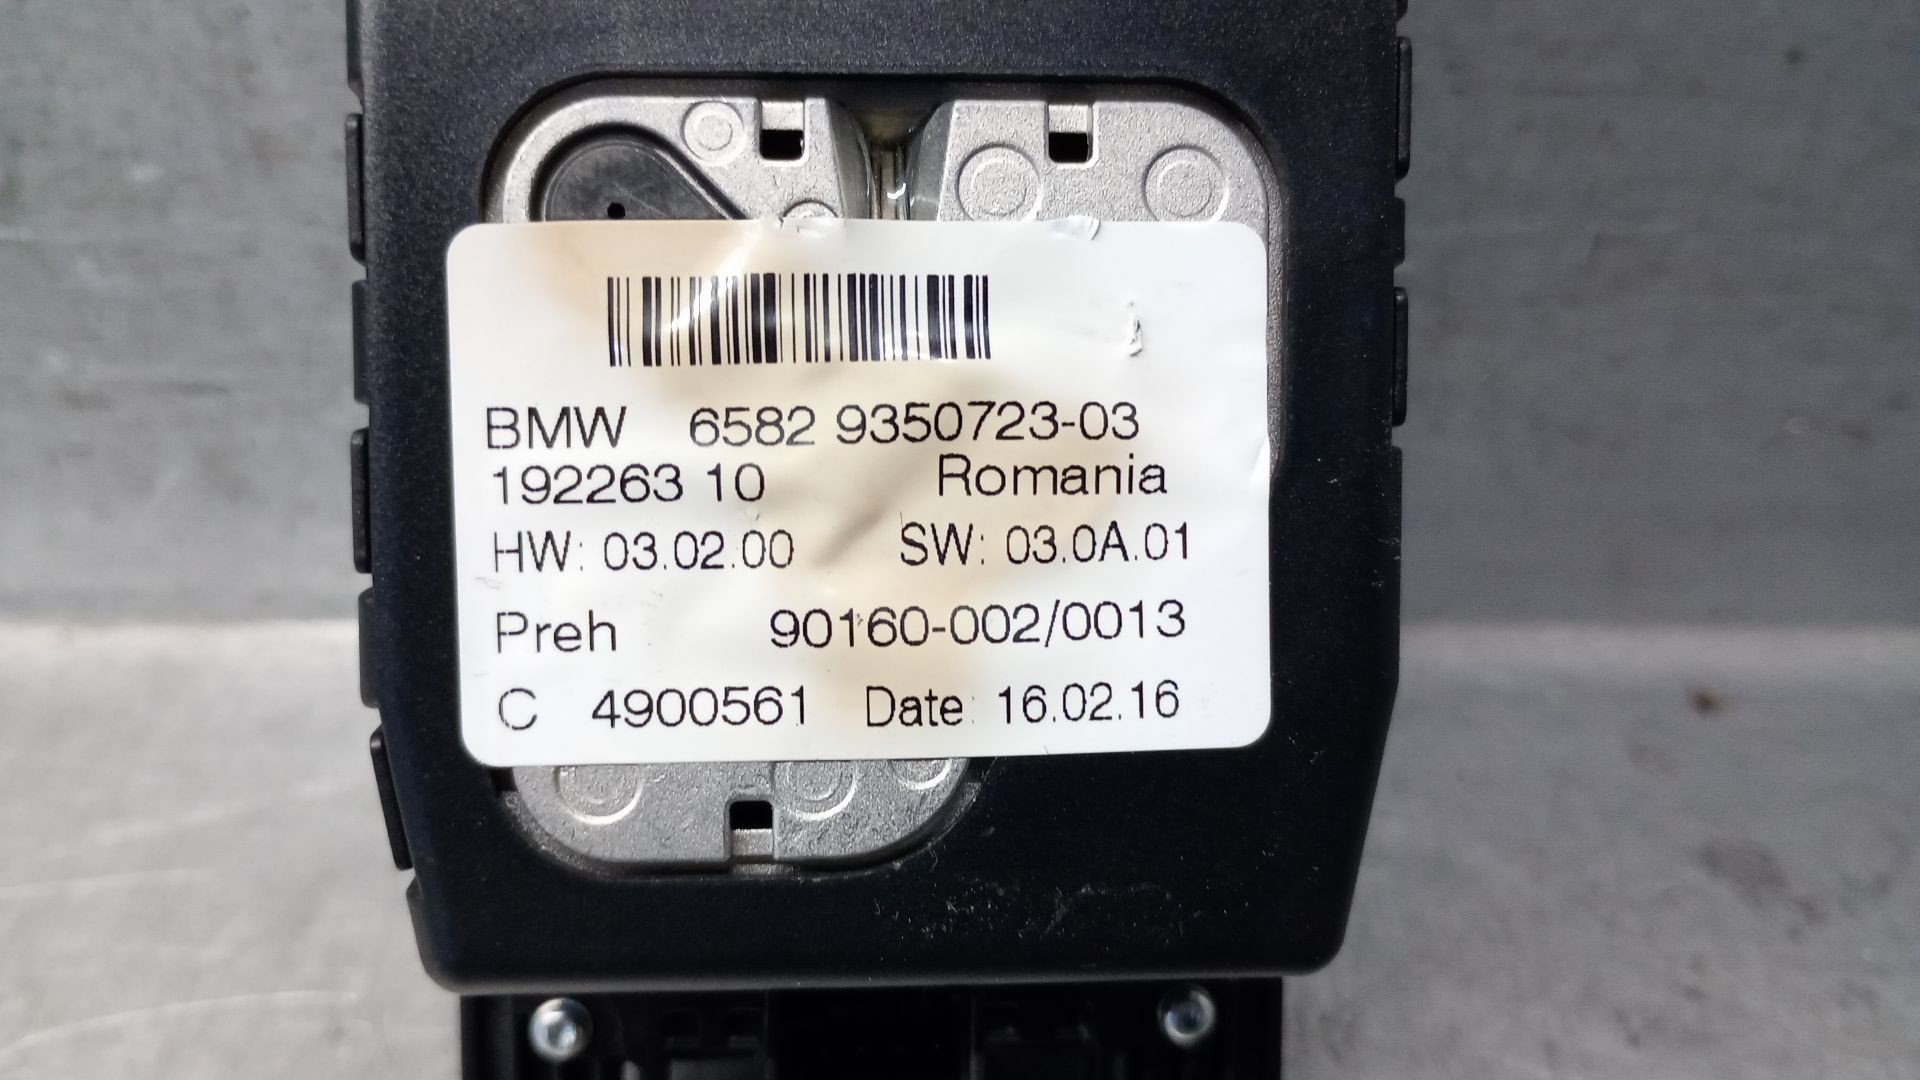 BMW 6582 9350723-03
192263 10 Romania
HW: 03.02.00 SW: 03.0A.01
Preh 90160-002/0013
C 4900561 Date: 16.02.16